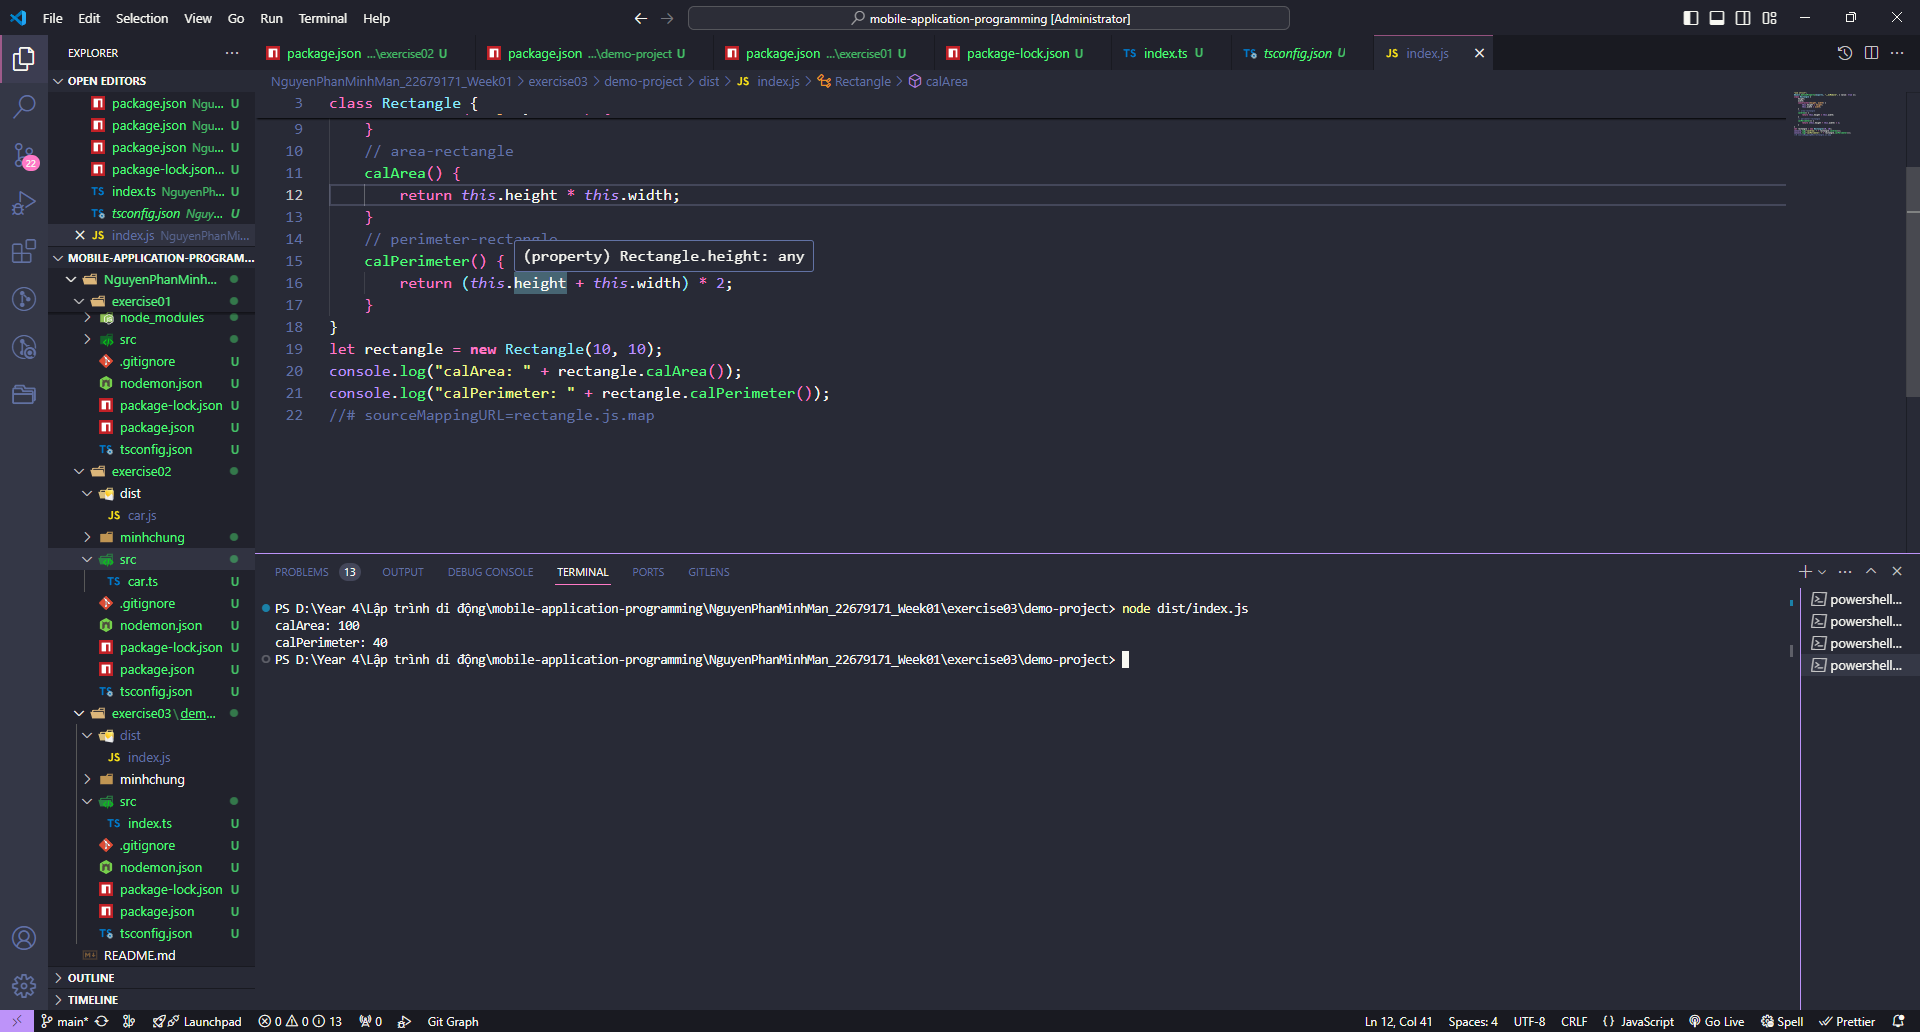 File Edit Selection View Go Run Terminal Help
mobile-application-programming [Administrator]
EXPLORER
package.json ...\exercise02 U
package.json ...\demo-project U
package.json ...\exercise01 U
package-lock.json U
TS index.ts U
TS tsconfig.json U
JS index.js
OPEN EDITORS
package.json Ngu... U
package.json Ngu... U
package.json Ngu... U
package-lock.json... U
TS index.ts NguyenPh... U
TS tsconfig.json Nguy... U
JS index.js NguyenPhanMi...
MOBILE-APPLICATION-PROGRAM...
NguyenPhanMinh...
exercise01
node_modules
src
.gitignore U
nodemon.json U
package-lock.json U
package.json U
TS tsconfig.json U
exercise02
dist
JS car.js
minhchung
src
TS car.ts U
.gitignore U
nodemon.json U
package-lock.json U
package.json U
TS tsconfig.json U
exercise03\dem...
dist
JS index.js
minhchung
src
TS index.ts U
.gitignore U
nodemon.json U
package-lock.json U
package.json U
TS tsconfig.json U
README.md
OUTLINE
TIMELINE
22
NguyenPhanMinhMan_22679171_Week01 > exercise03 > demo-project > dist > JS index.js > Rectangle > calArea
3 class Rectangle {
9 }
10 // area-rectangle
11 calArea() {
12 return this.height * this.width;
13 }
14 // perimeter-rectangle
(property) Rectangle.height: any
15 calPerimeter() {
16 return (this.height + this.width) * 2;
17 }
18 }
19 let rectangle = new Rectangle(10, 10);
20 console.log("calArea: " + rectangle.calArea());
21 console.log("calPerimeter: " + rectangle.calPerimeter());
22 //# sourceMappingURL=rectangle.js.map
PROBLEMS 13 OUTPUT DEBUG CONSOLE TERMINAL PORTS GITLENS
PS D:\Year 4\Lập trình di động\mobile-application-programming\NguyenPhanMinhMan_22679171_Week01\exercise03\demo-project> node dist/index.js
calArea: 100
calPerimeter: 40
PS D:\Year 4\Lập trình di động\mobile-application-programming\NguyenPhanMinhMan_22679171_Week01\exercise03\demo-project>
powershell...
powershell...
powershell...
powershell...
main* Launchpad 0 0 13 0 Git Graph
Ln 12, Col 41 Spaces: 4 UTF-8 CRLF {} JavaScript Go Live Spell Prettier